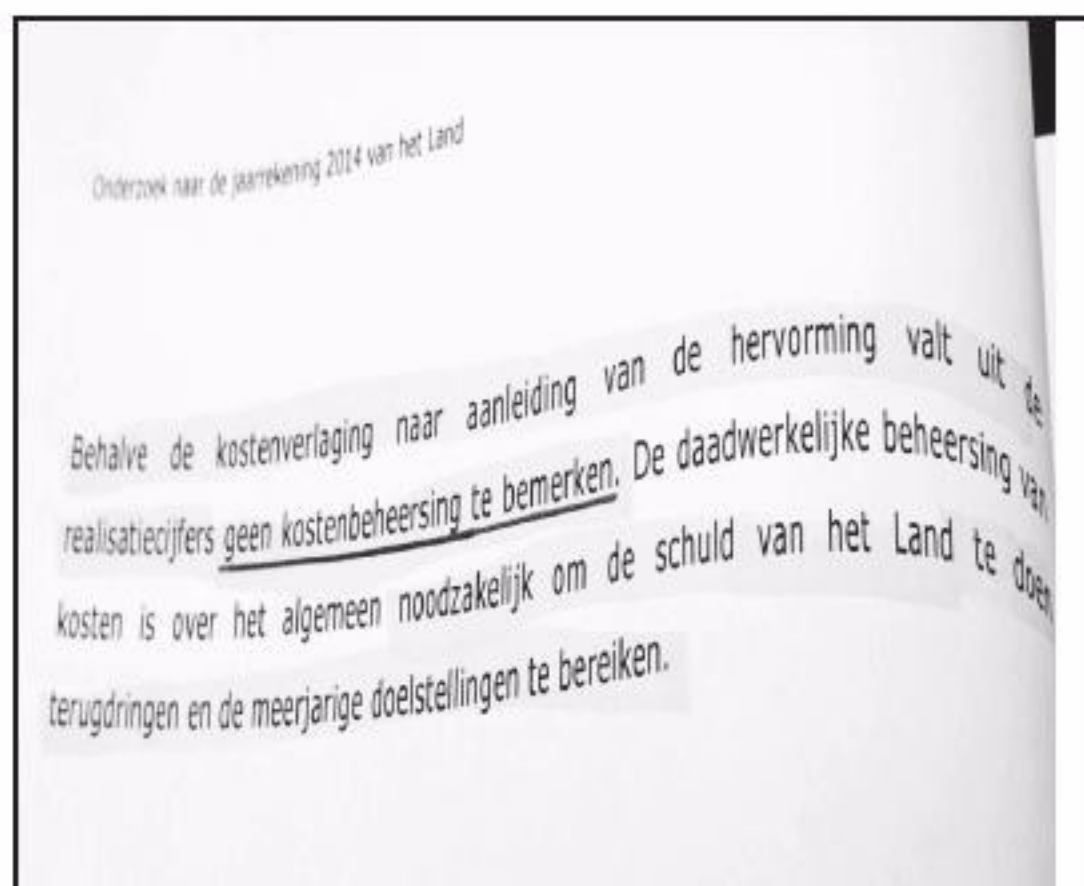 Onderzoek naar de jaarrekening 2014 van het Land
Behalve de kostenverlaging naar aanleiding van de hervorming valt uit de
realisatiecijfers geen kostenbeheersing te bemerken. De daadwerkelijke beheersing van
kosten is over het algemeen noodzakelijk om de schuld van het Land te doen
terugdringen en de meerjarige doelstellingen te bereiken.